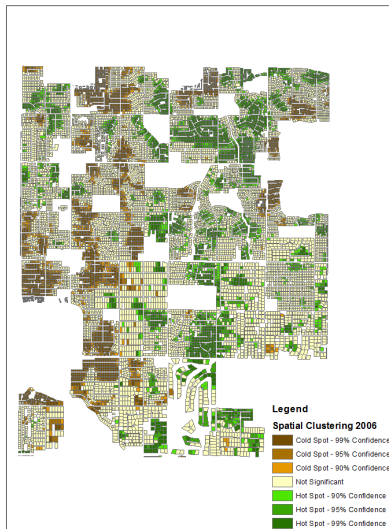 Legend
Spatial Clustering 2006
Cold Spot - 99% Confidence
Cold Spot - 95% Confidence
Cold Spot - 90% Confidence
Not Significant
Hot Spot - 90% Confidence
Hot Spot - 95% Confidence
Hot Spot - 99% Confidence